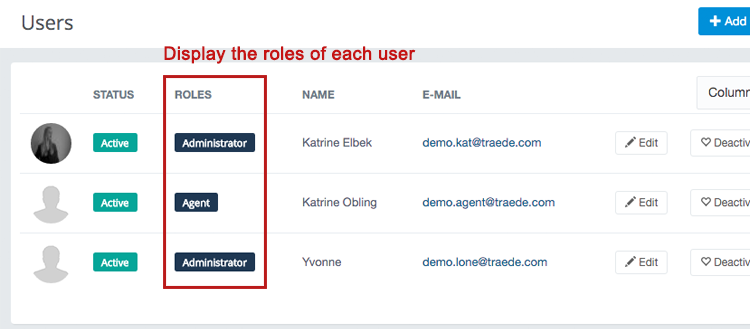 Users
+ Add
Display the roles of each user
STATUS ROLES NAME E-MAIL Column
Active Administrator Katrine Elbek demo.kat@traede.com Edit Deactiv
Active Agent Katrine Obling demo.agent@traede.com Edit Deactiv
Active Administrator Yvonne demo.lone@traede.com Edit Deactiv